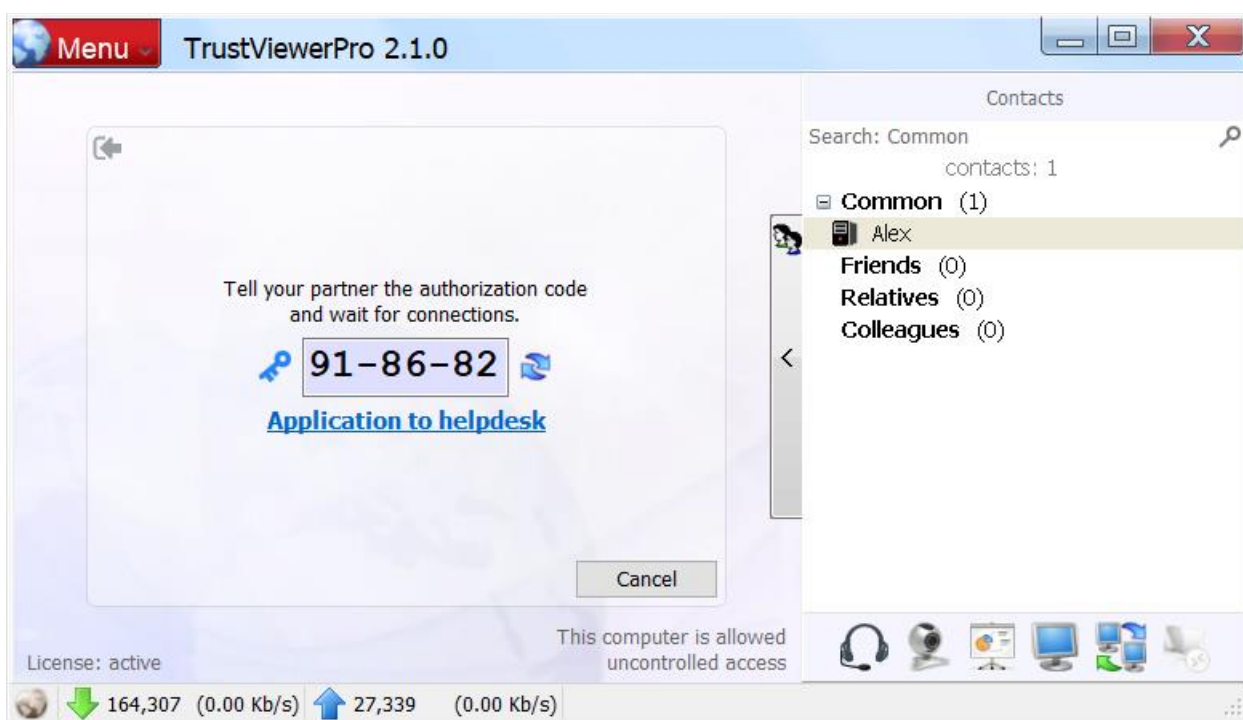 Menu
TrustViewerPro 2.1.0
Tell your partner the authorization code
and wait for connections.
91-86-82
Application to helpdesk
Cancel
This computer is allowed
uncontrolled access
License: active
164,307 (0.00 Kb/s) 27,339 (0.00 Kb/s)
Contacts
Search: Common
contacts: 1
Common (1)
Alex
Friends (0)
Relatives (0)
Colleagues (0)